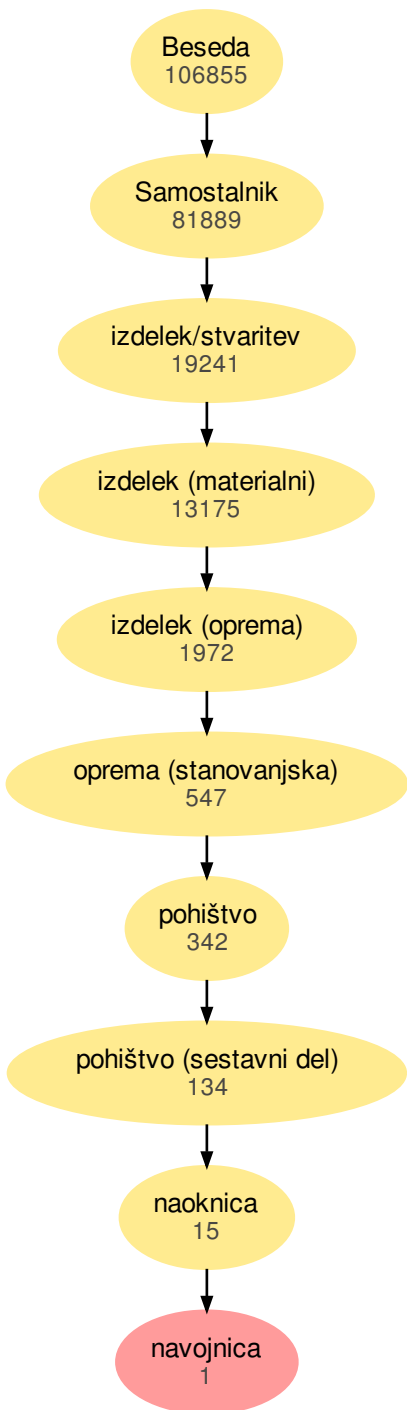 Beseda
106855
Samostalnik
81889
izdelek/stvaritev
19241
izdelek (materialni)
13175
izdelek (oprema)
1972
oprema (stanovanjska)
547
pohištvo
342
pohištvo (sestavni del)
134
naoknica
15
navojnica
1